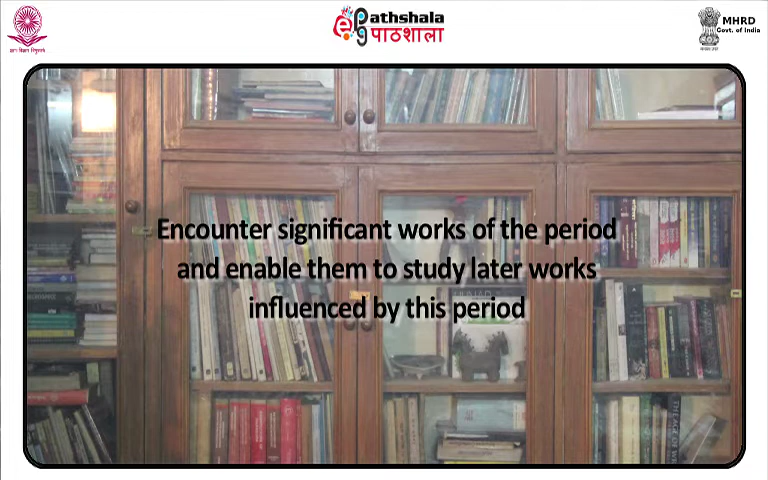 Pathshala
पाठशाला
MHRD
Govt. of India
Encounter significant works of the period
and enable them to study later works
influenced by this period